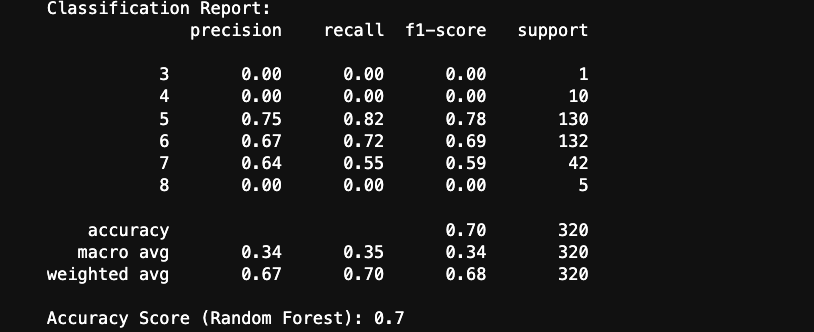 Classification Report:
precision recall f1-score support
3 0.00 0.00 0.00 1
4 0.00 0.00 0.00 10
5 0.75 0.82 0.78 130
6 0.67 0.72 0.69 132
7 0.64 0.55 0.59 42
8 0.00 0.00 0.00 5
accuracy 0.70 320
macro avg 0.34 0.35 0.34 320
weighted avg 0.67 0.70 0.68 320
Accuracy Score (Random Forest): 0.7